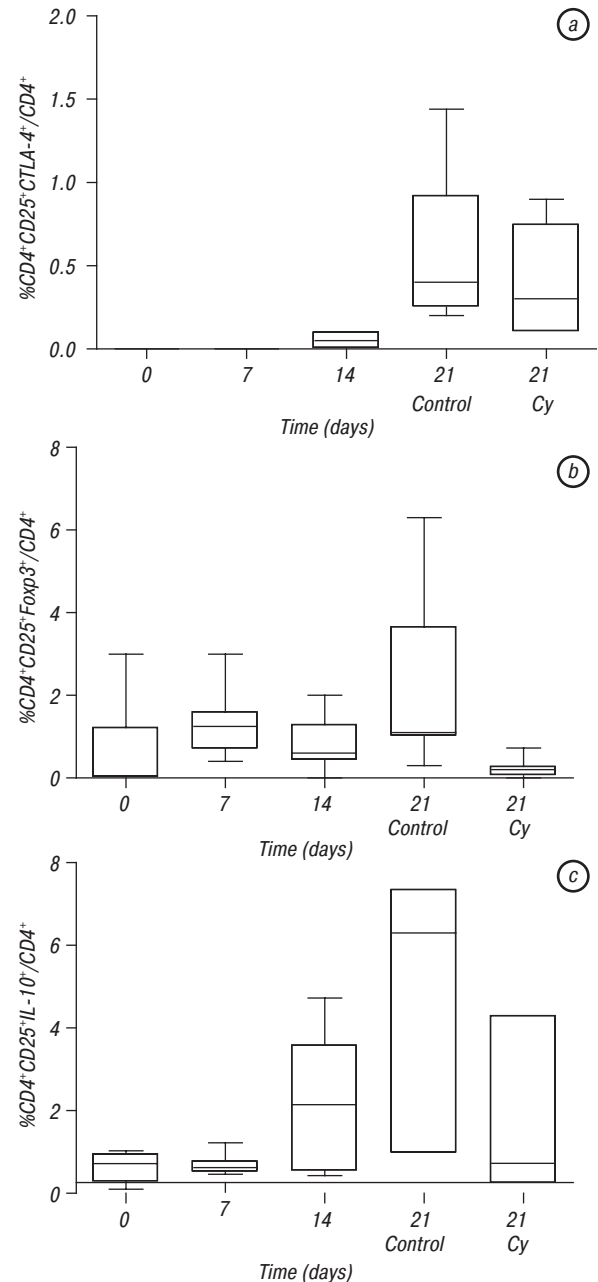 a
%CD4⁺CD25⁺CTLA-4⁺/CD4⁺
2.0
1.5
1.0
0.5
0.0
0 7 14 21 21
Control Cy
Time (days)
b
%CD4⁺CD25⁺Foxp3⁺/CD4⁺
8
6
4
2
0
0 7 14 21 21
Control Cy
Time (days)
c
%CD4⁺CD25⁺IL-10⁺/CD4⁺
8
6
4
2
0
0 7 14 21 21
Control Cy
Time (days)